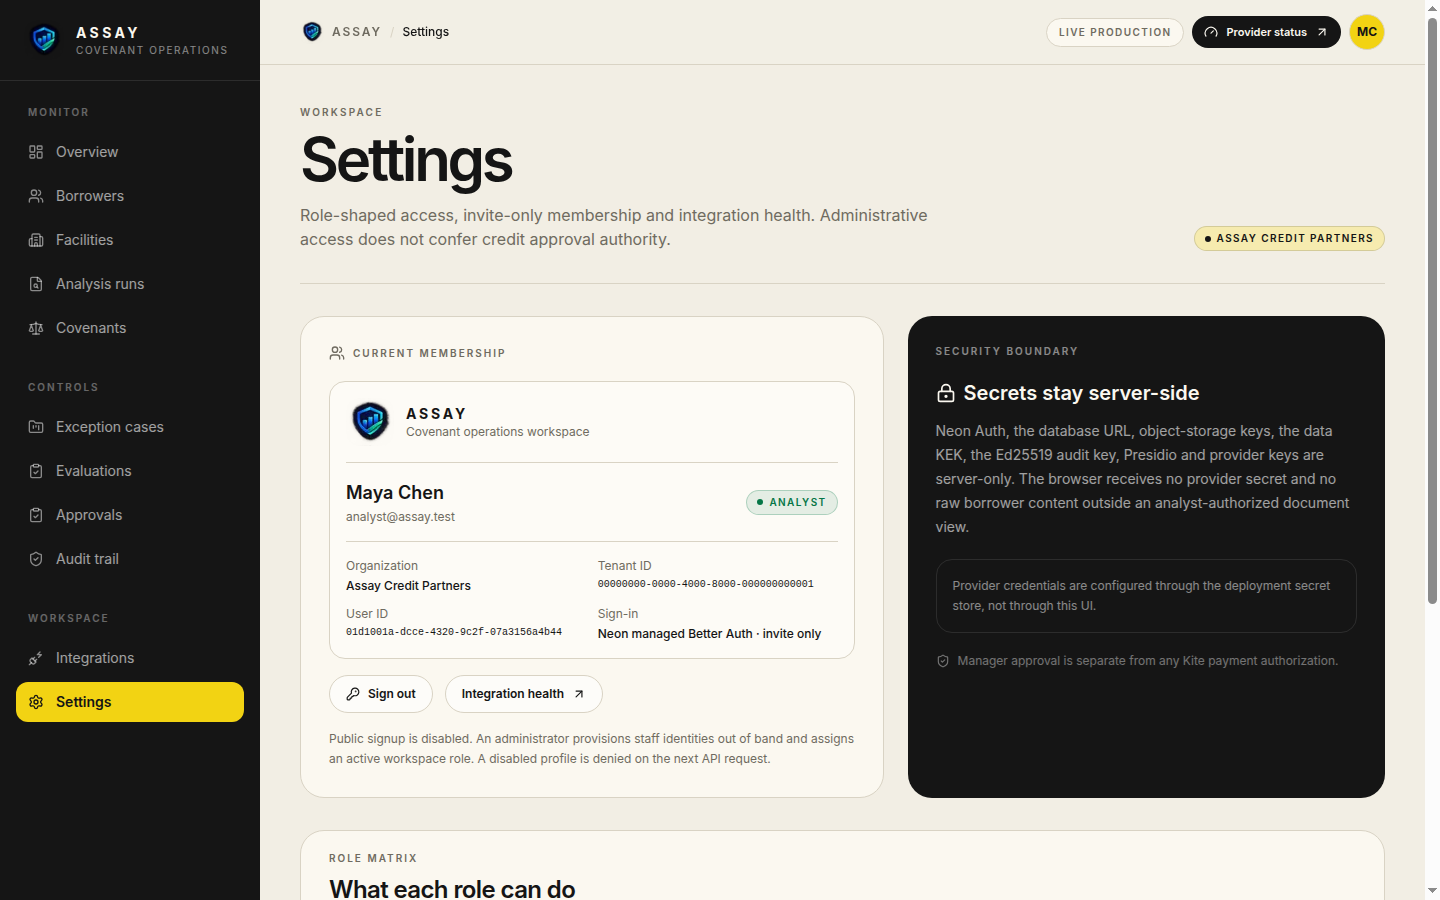 ASSAY
COVENANT OPERATIONS
MONITOR
Overview
Borrowers
Facilities
Analysis runs
Covenants
CONTROLS
Exception cases
Evaluations
Approvals
Audit trail
WORKSPACE
Integrations
Settings
ASSAY / Settings
LIVE PRODUCTION
Provider status
MC
WORKSPACE
Settings
Role-shaped access, invite-only membership and integration health. Administrative
access does not confer credit approval authority.
ASSAY CREDIT PARTNERS
CURRENT MEMBERSHIP
ASSAY
Covenant operations workspace
Maya Chen
analyst@assay.test
ANALYST
Organization
Assay Credit Partners
Tenant ID
00000000-0000-4000-8000-000000000001
User ID
01d1001a-dcce-4320-9c2f-07a3156a4b44
Sign-in
Neon managed Better Auth · invite only
Sign out
Integration health
Public signup is disabled. An administrator provisions staff identities out of band and assigns
an active workspace role. A disabled profile is denied on the next API request.
SECURITY BOUNDARY
Secrets stay server-side
Neon Auth, the database URL, object-storage keys, the data
KEK, the Ed25519 audit key, Presidio and provider keys are
server-only. The browser receives no provider secret and no
raw borrower content outside an analyst-authorized document
view.
Provider credentials are configured through the deployment secret
store, not through this UI.
Manager approval is separate from any Kite payment authorization.
ROLE MATRIX
What each role can do